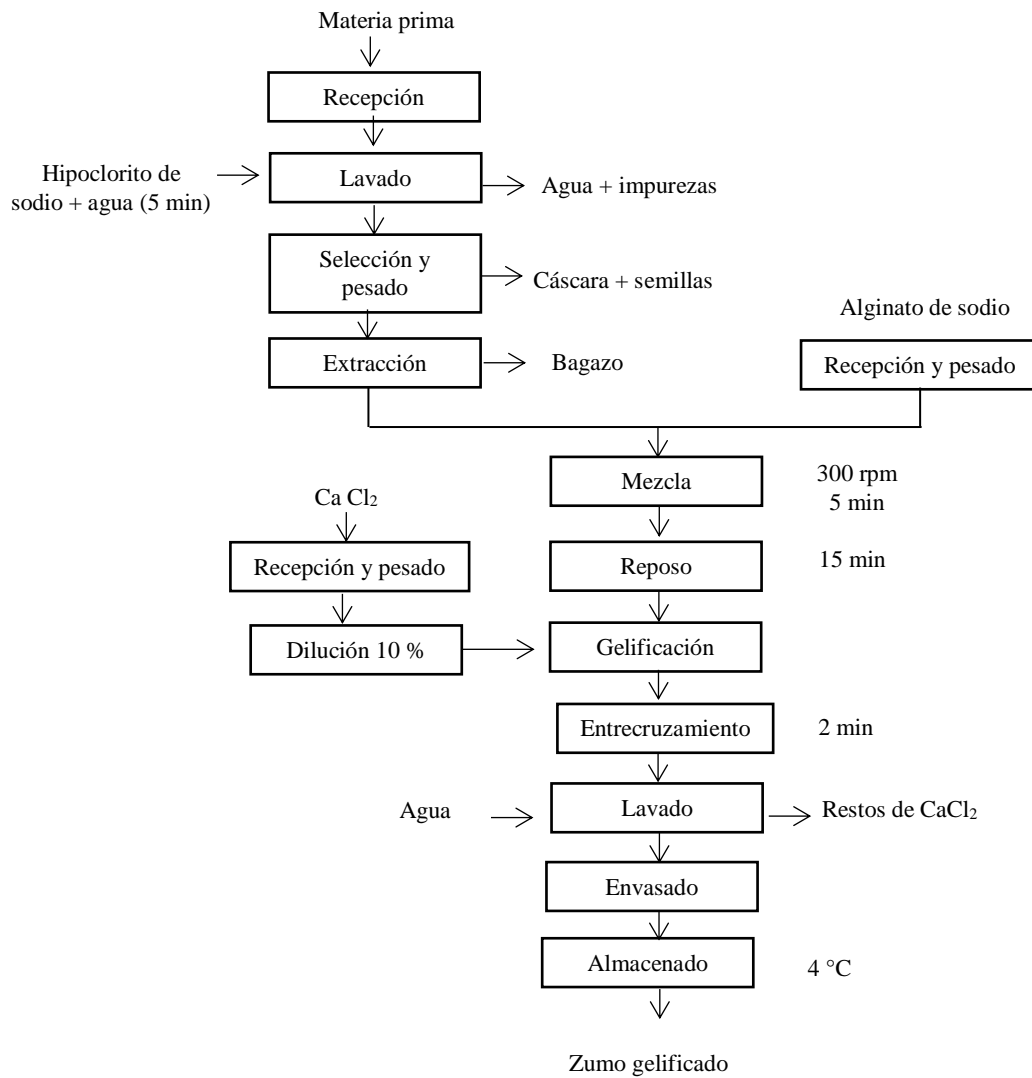 Materia prima
Recepción
Hipoclorito de
sodio + agua (5 min)
Lavado
Agua + impurezas
Selección y
pesado
Cáscara + semillas
Alginato de sodio
Extracción
Bagazo
Recepción y pesado
Mezcla
300 rpm
5 min
Ca Cl₂
Recepción y pesado
Reposo
15 min
Dilución 10 %
Gelificación
Entrecruzamiento
2 min
Agua
Lavado
Restos de CaCl₂
Envasado
Almacenado
4 °C
Zumo gelificado